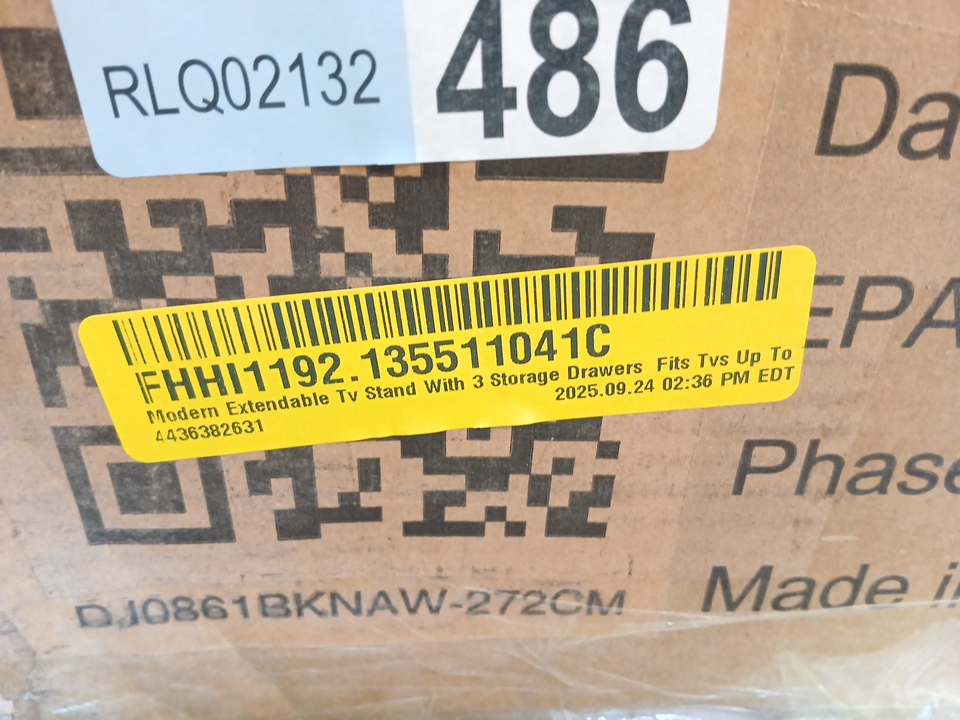 RLQ02132
486
Da
EPA
FHHI1192.135511041C
Modern Extendable Tv Stand With 3 Storage Drawers Fits Tvs Up To
2025.09.24 02:36 PM EDT
4436382631
Phase
DJ0861BKNAW-272CM
Made i